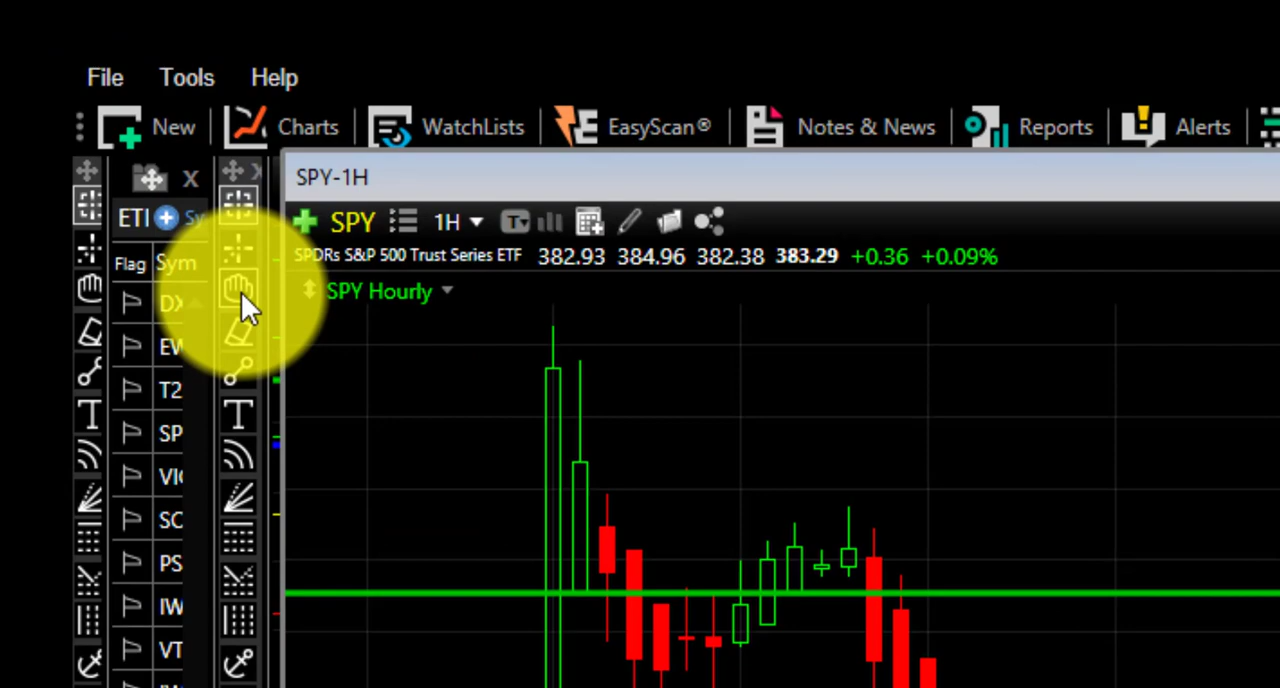 File Tools Help
New Charts WatchLists EasyScan® Notes & News Reports Alerts
SPY-1H
ETI Sy
SPY 1H
SPDRs S&P 500 Trust Series ETF 382.93 384.96 382.38 383.29 +0.36 +0.09%
Flag Sym
SPY Hourly
EW
T2
SP
VI
SC
PS
IW
VT